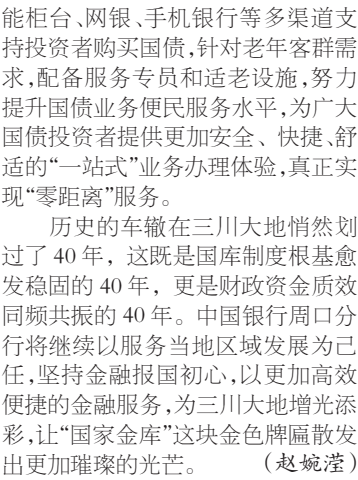 能柜台、网银、手机银行等多渠道支
持投资者购买国债,针对老年客群需
求,配备服务专员和适老设施,努力
提升国债业务便民服务水平,为广大
国债投资者提供更加安全、快捷、舒
适的“一站式”业务办理体验,真正实
现“零距离”服务。
历史的车辙在三川大地悄然划
过了 40 年，这既是国库制度根基愈
发稳固的 40 年，更是财政资金质效
同频共振的 40 年。中国银行周口分
行将继续以服务当地区域发展为己
任,坚持金融报国初心,以更加高效
便捷的金融服务,为三川大地增光添
彩,让“国家金库”这块金色牌匾散发
出更加璀璨的光芒。 (赵婉滢)